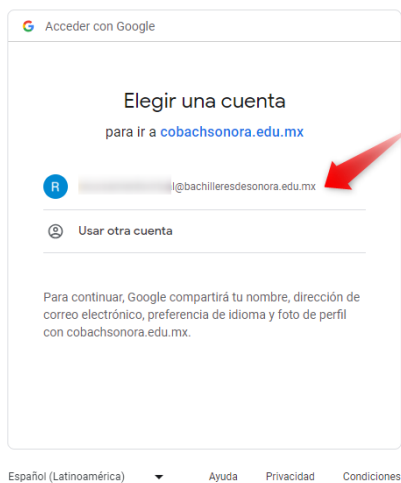 Acceder con Google
Elegir una cuenta
para ir a cobachsonora.edu.mx
R
l@bachilleresdesonora.edu.mx
Usar otra cuenta
Para continuar, Google compartirá tu nombre, dirección de
correo electrónico, preferencia de idioma y foto de perfil
con cobachsonora.edu.mx.
Español (Latinoamérica) Ayuda Privacidad Condiciones